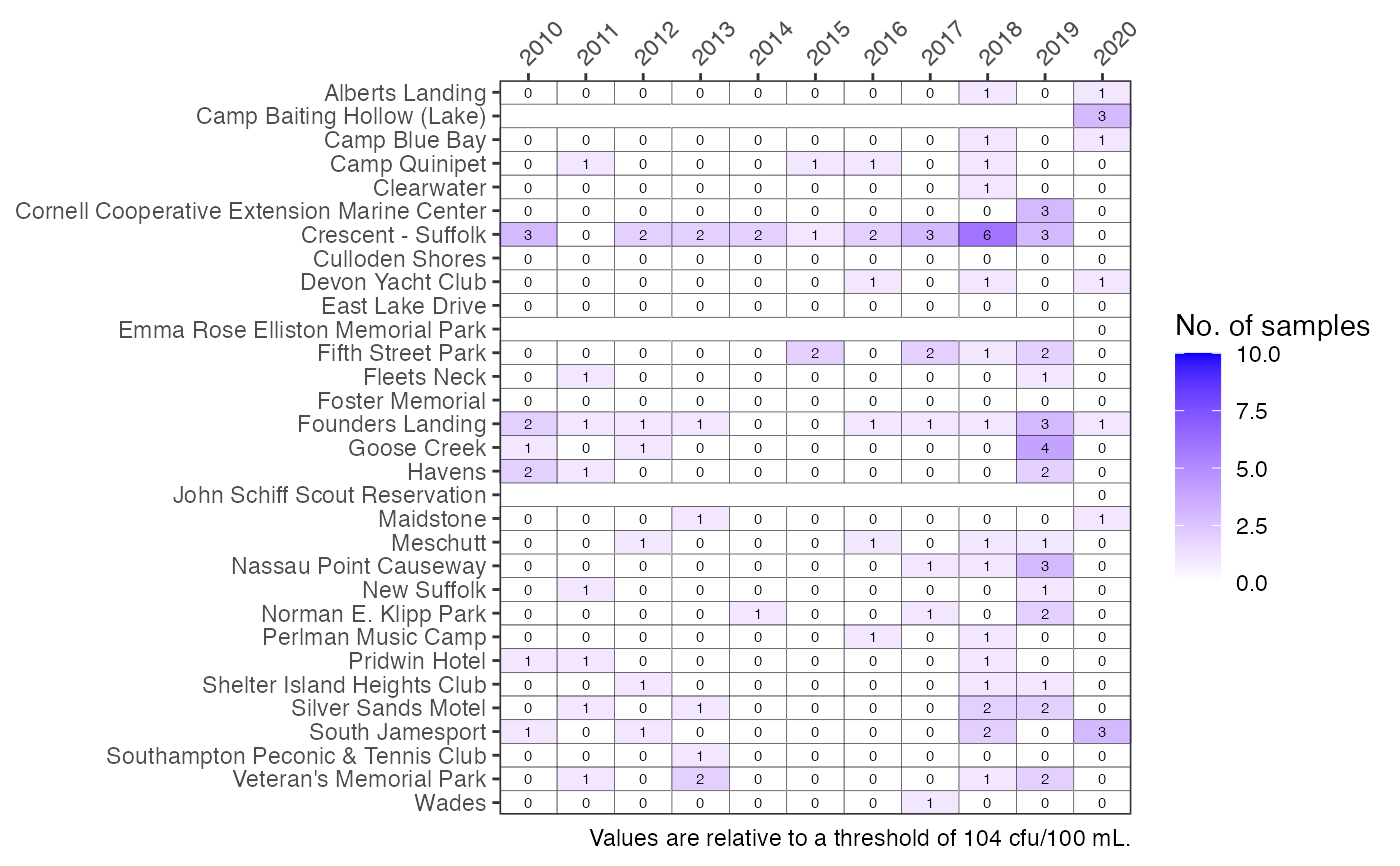 2010 2011 2012 2013 2014 2015 2016 2017 2018 2019 2020
Alberts Landing 0 0 0 0 0 0 0 0 1 0 1
Camp Baiting Hollow (Lake) 3
Camp Blue Bay 0 0 0 0 0 0 0 0 1 0 1
Camp Quinipet 0 1 0 0 0 1 1 0 1 0 0
Clearwater 0 0 0 0 0 0 0 0 1 0 0
Cornell Cooperative Extension Marine Center 0 0 0 0 0 0 0 0 0 3 0
Crescent - Suffolk 3 0 2 2 2 1 2 3 6 3 0
Culloden Shores 0 0 0 0 0 0 0 0 0 0 0
Devon Yacht Club 0 0 0 0 0 0 1 0 1 0 1
East Lake Drive 0 0 0 0 0 0 0 0 0 0 0
Emma Rose Elliston Memorial Park 0
Fifth Street Park 0 0 0 0 0 2 0 2 1 2 0
Fleets Neck 0 1 0 0 0 0 0 0 0 1 0
Foster Memorial 0 0 0 0 0 0 0 0 0 0 0
Founders Landing 2 1 1 1 0 0 1 1 1 3 1
Goose Creek 1 0 1 0 0 0 0 0 0 4 0
Havens 2 1 0 0 0 0 0 0 0 2 0
John Schiff Scout Reservation 0
Maidstone 0 0 0 1 0 0 0 0 0 0 1
Meschutt 0 0 1 0 0 0 1 0 1 1 0
Nassau Point Causeway 0 0 0 0 0 0 0 1 1 3 0
New Suffolk 0 1 0 0 0 0 0 0 0 1 0
Norman E. Klipp Park 0 0 0 0 1 0 0 1 0 2 0
Perlman Music Camp 0 0 0 0 0 0 1 0 1 0 0
Pridwin Hotel 1 1 0 0 0 0 0 0 1 0 0
Shelter Island Heights Club 0 0 1 0 0 0 0 0 1 1 0
Silver Sands Motel 0 1 0 1 0 0 0 0 2 2 0
South Jamesport 1 0 1 0 0 0 0 0 2 0 3
Southampton Peconic & Tennis Club 0 0 0 1 0 0 0 0 0 0 0
Veteran's Memorial Park 0 1 0 2 0 0 0 0 1 2 0
Wades 0 0 0 0 0 0 0 1 0 0 0
Values are relative to a threshold of 104 cfu/100 mL.
No. of samples
10.0
7.5
5.0
2.5
0.0